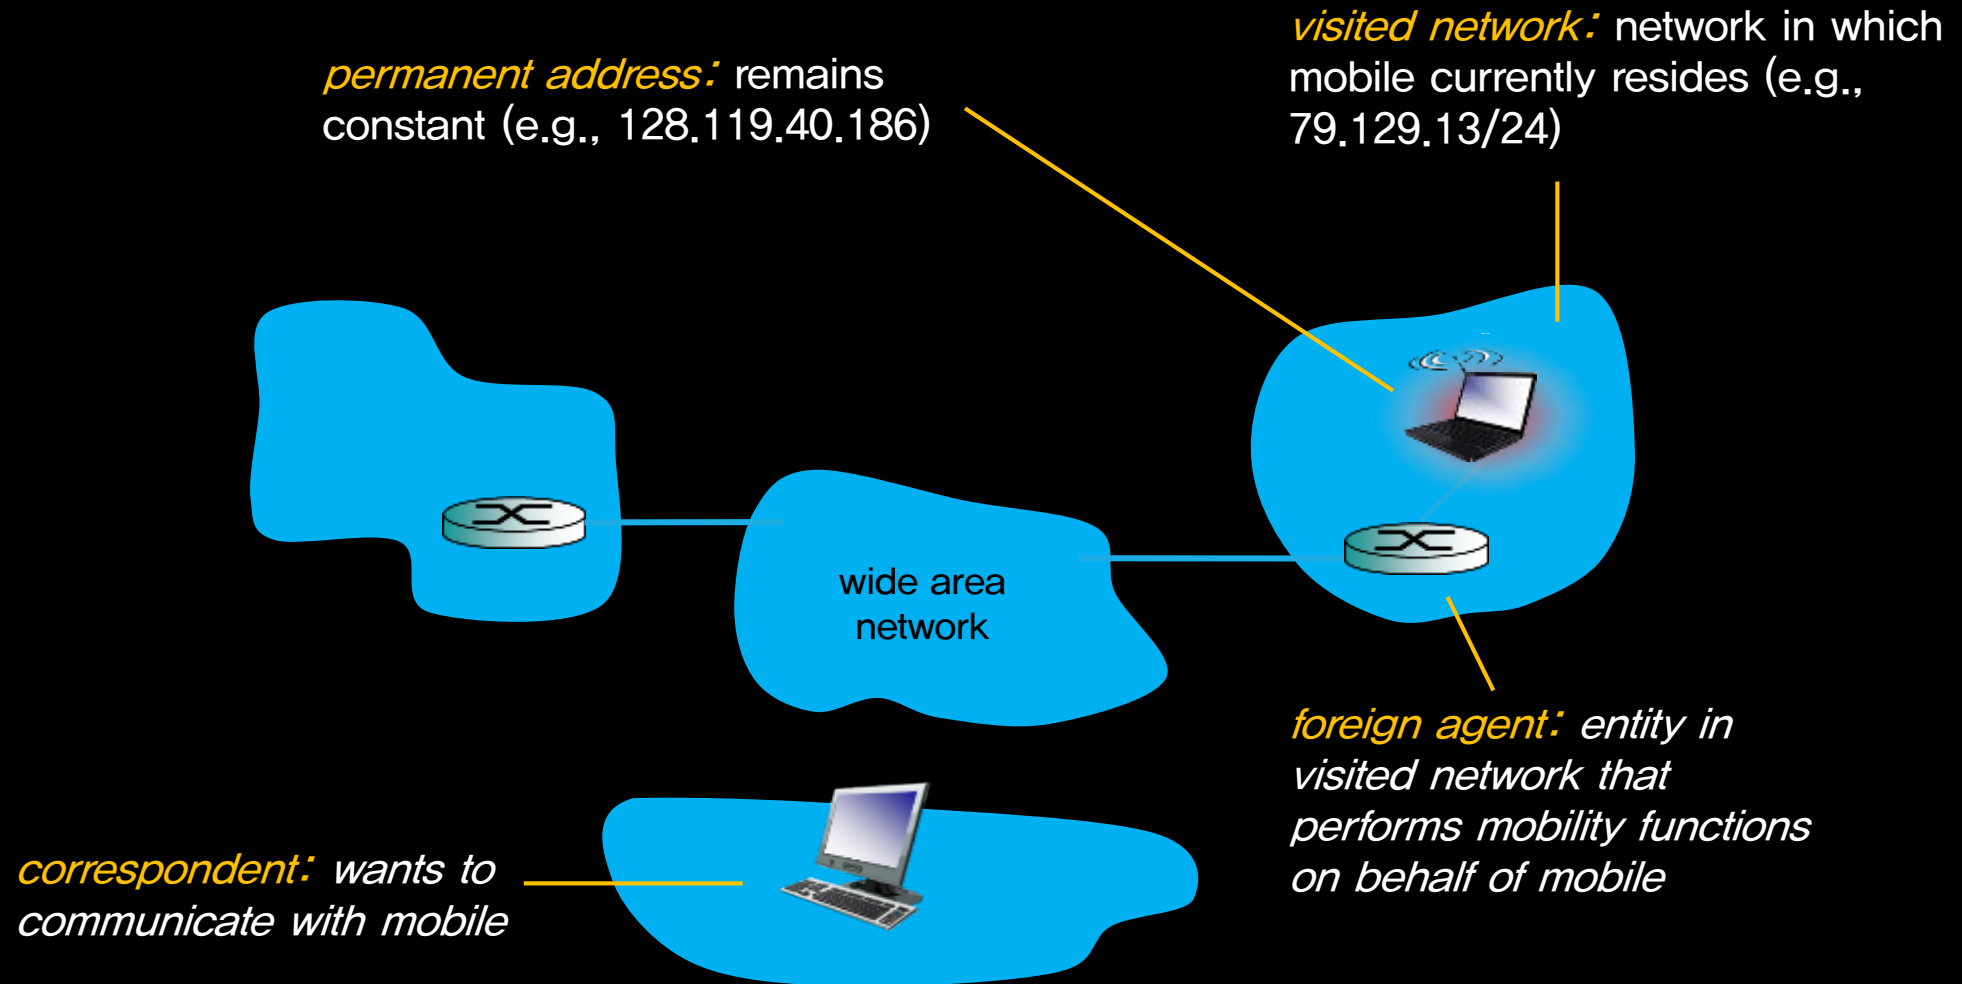 permanent address: remains
constant (e.g., 128.119.40.186)
visited network: network in which
mobile currently resides (e.g.,
79.129.13/24)
wide area
network
foreign agent: entity in
visited network that
performs mobility functions
on behalf of mobile
correspondent: wants to
communicate with mobile